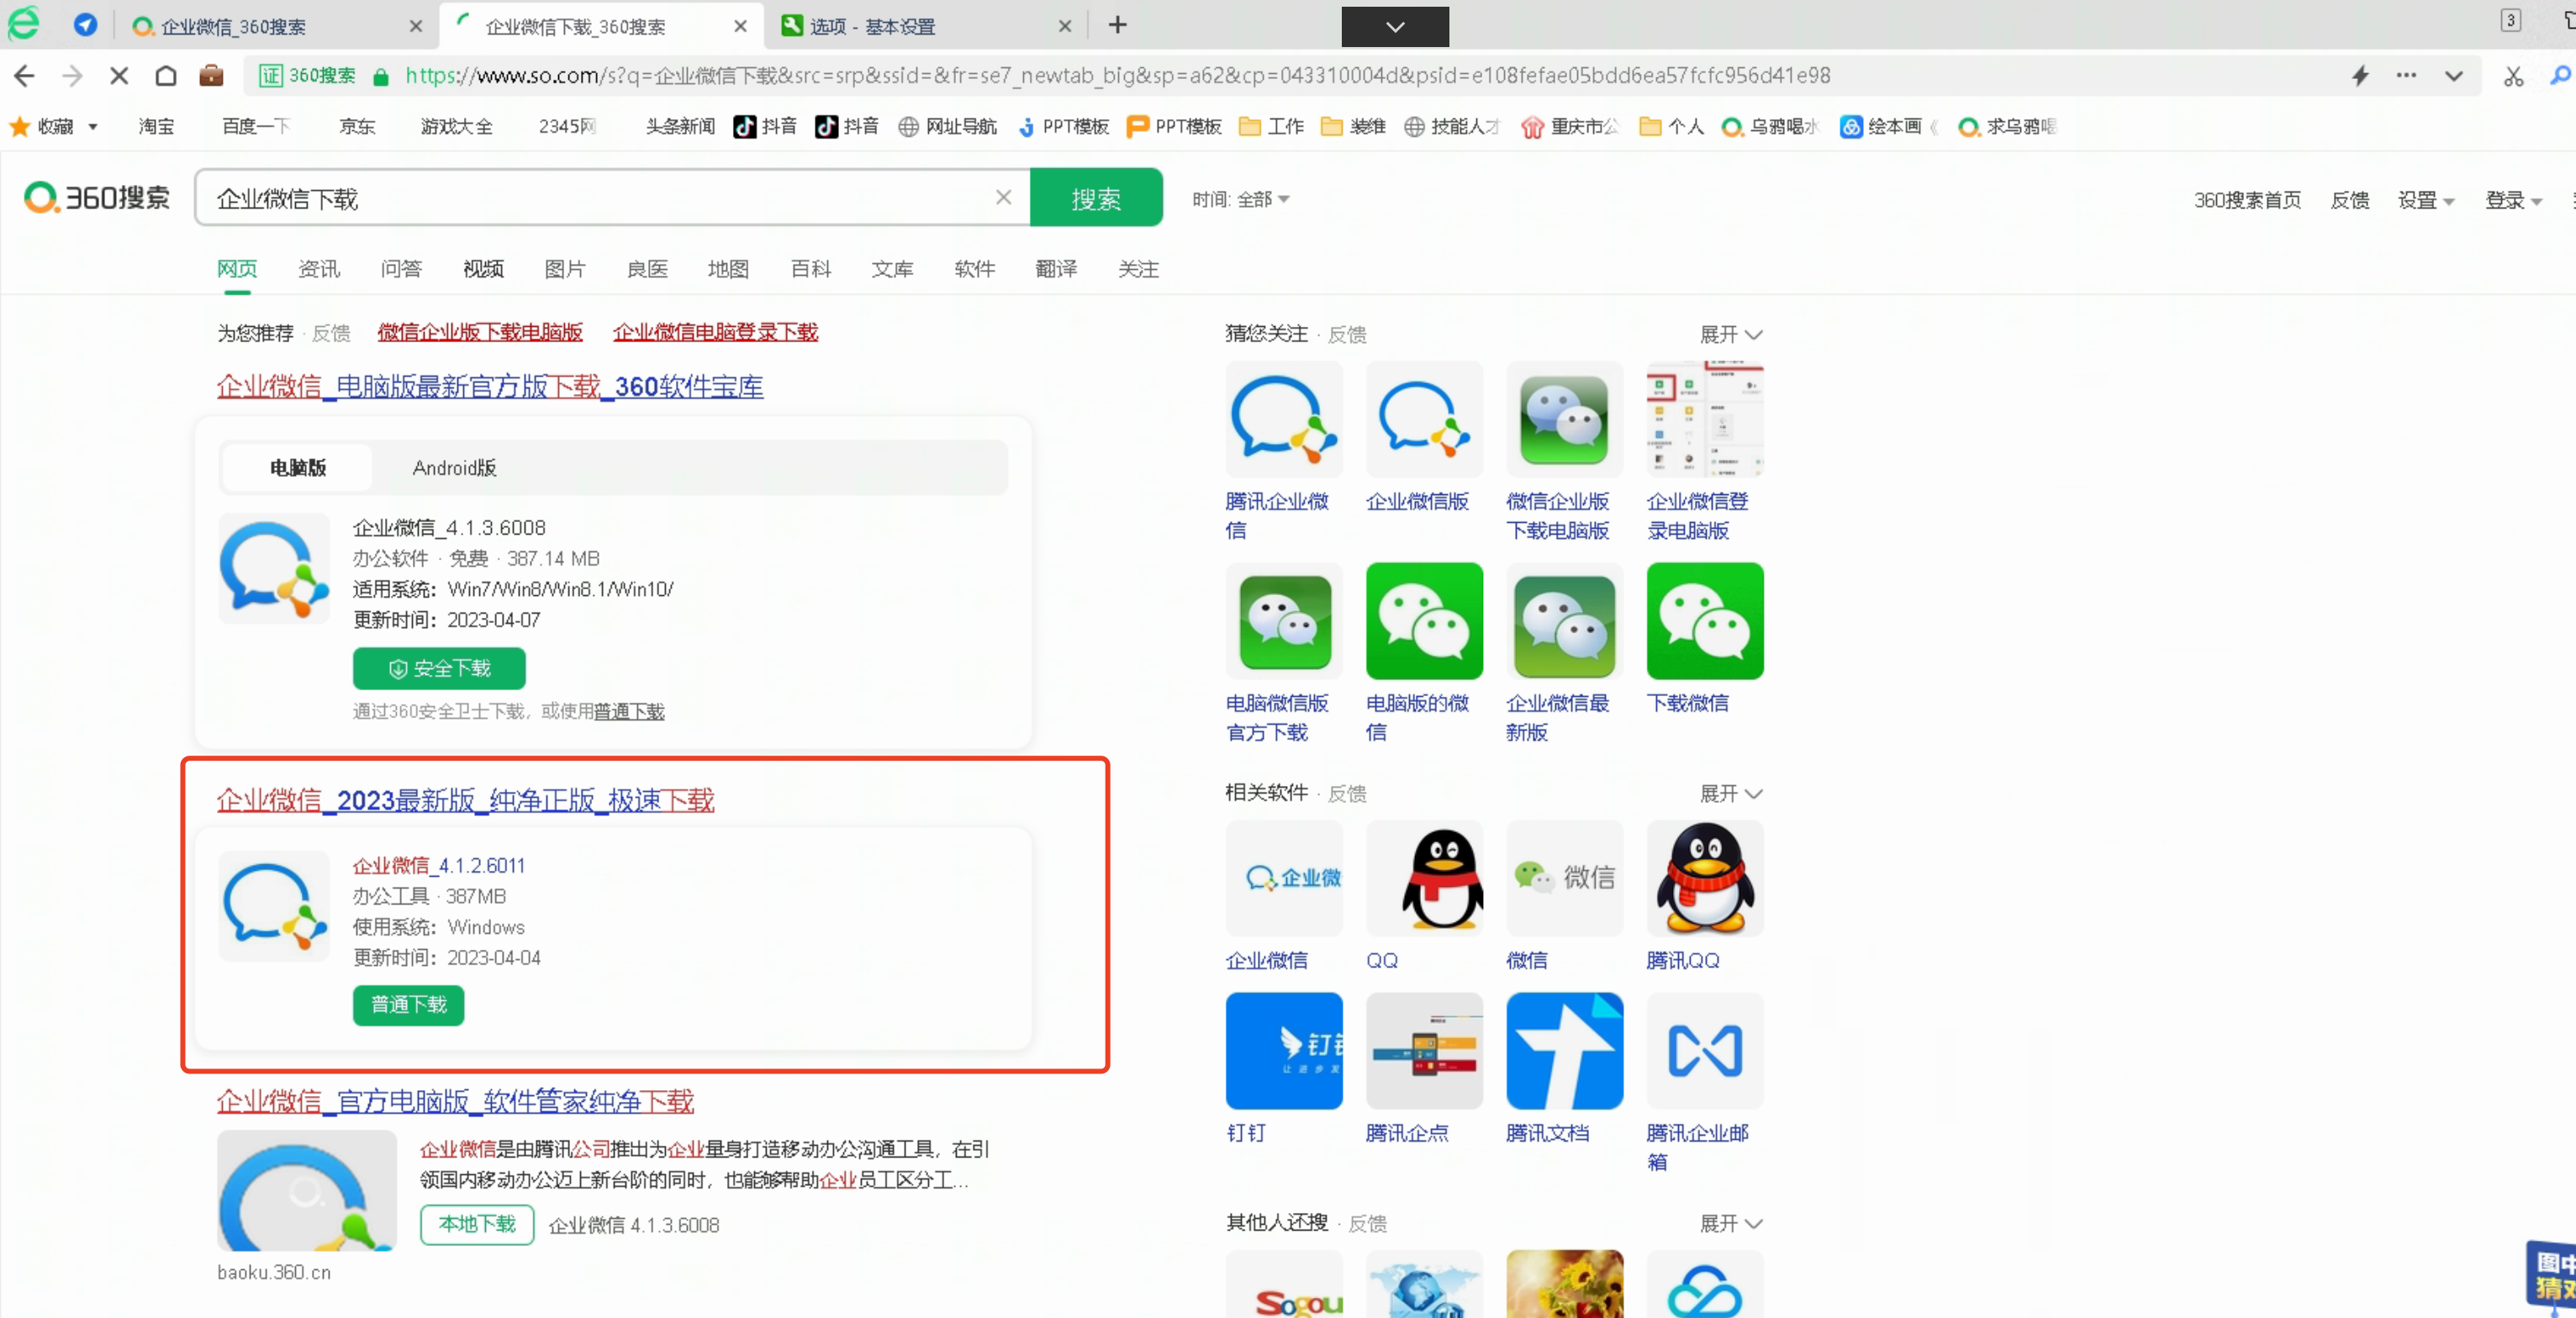 企业微信_360搜索
企业微信下载_360搜索
选项 - 基本设置
3
证 360搜索 https://www.so.com/s?q=企业微信下载&src=srp&ssid=&fr=se7_newtab_big&sp=a62&cp=043310004d&psid=e108fefae05bdd6ea57fcfc956d41e98
收藏 淘宝 百度一下 京东 游戏大全 2345网 头条新闻 抖音 抖音 网址导航 PPT模板 PPT模板 工作 装维 技能人才 重庆市公 个人 乌鸦喝水 绘本画《 求乌鸦喝
360搜索
企业微信下载
搜索
时间: 全部
360搜索首页 反馈 设置 登录
网页 资讯 问答 视频 图片 良医 地图 百科 文库 软件 翻译 关注
为您推荐 · 反馈 微信企业版下载电脑版 企业微信电脑登录下载
企业微信_电脑版最新官方版下载_360软件宝库
电脑版 Android版
企业微信_4.1.3.6008
办公软件 · 免费 · 387.14 MB
适用系统：Win7/Win8/Win8.1/Win10/
更新时间：2023-04-07
安全下载
通过360安全卫士下载，或使用普通下载
企业微信_2023最新版_纯净正版_极速下载
企业微信_4.1.2.6011
办公工具 · 387MB
使用系统：Windows
更新时间：2023-04-04
普通下载
企业微信_官方电脑版_软件管家纯净下载
企业微信是由腾讯公司推出为企业量身打造移动办公沟通工具，在引
领国内移动办公迈上新台阶的同时，也能够帮助企业员工区分工...
本地下载 企业微信 4.1.3.6008
baoku.360.cn
猜您关注 · 反馈
展开
腾讯企业微
信
企业微信版
微信企业版
下载电脑版
企业微信登
录电脑版
电脑微信版
官方下载
电脑版的微
信
企业微信最
新版
下载微信
相关软件 · 反馈
展开
企业微
微信
企业微信
QQ
微信
腾讯QQ
让进步发
钉钉
腾讯企点
腾讯文档
腾讯企业邮
箱
其他人还搜 · 反馈
展开
Sogou
图中